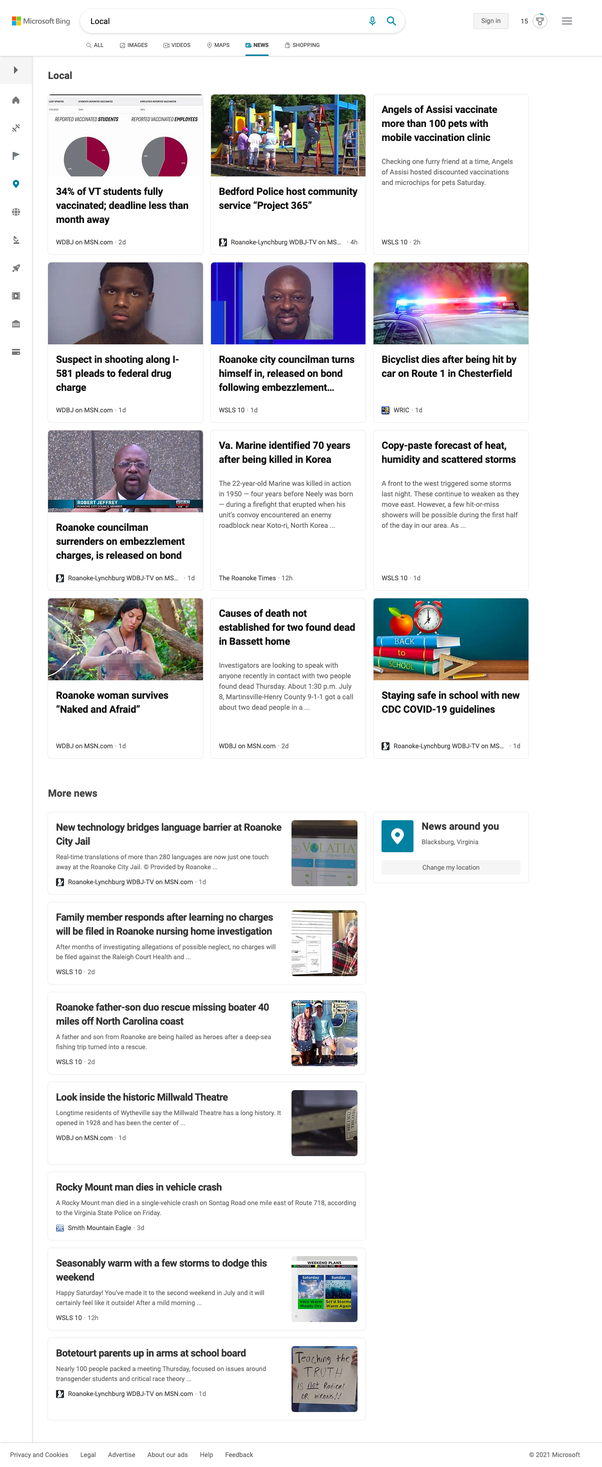 Microsoft Bing
Local
Sign in
15
ALL
IMAGES
VIDEOS
MAPS
NEWS
SHOPPING
Local
REPORTED VACCINATED STUDENTS
REPORTED VACCINATED EMPLOYEES
34% of VT students fully
vaccinated; deadline less than
month away
WDBJ on MSN.com · 2d
Bedford Police host community
service “Project 365”
Roanoke-Lynchburg WDBJ-TV on MS... · 4h
Angels of Assisi vaccinate
more than 100 pets with
mobile vaccination clinic
Checking one furry friend at a time, Angels
of Assisi hosted discounted vaccinations
and microchips for pets Saturday.
WSLS 10 · 2h
Suspect in shooting along I-
581 pleads to federal drug
charge
WDBJ on MSN.com · 1d
Roanoke city councilman turns
himself in, released on bond
following embezzlement...
WSLS 10 · 1d
Bicyclist dies after being hit by
car on Route 1 in Chesterfield
WRIC · 1d
ROBERT JEFFREY
Roanoke councilman
surrenders on embezzlement
charges, is released on bond
Roanoke-Lynchburg WDBJ-TV on MS... · 1d
Va. Marine identified 70 years
after being killed in Korea
The 22-year-old Marine was killed in action
in 1950 — four years before Neely was born
— during a firefight that erupted when his
unit's convoy encountered an enemy
roadblock near Koto-ri, North Korea ...
The Roanoke Times · 12h
Copy-paste forecast of heat,
humidity and scattered storms
A front to the west triggered some storms
last night. These continue to weaken as they
move east. However, a few hit-or-miss
showers will be possible during the first half
of the day in our area. As ...
WSLS 10 · 1d
Roanoke woman survives
“Naked and Afraid”
WDBJ on MSN.com · 1d
Causes of death not
established for two found dead
in Bassett home
Investigators are looking to speak with
anyone recently in contact with two people
found dead Thursday. About 1:30 p.m. July
8, Martinsville-Henry County 9-1-1 got a call
about two dead people in a ...
WDBJ on MSN.com · 2d
BACK
to
SCHOOL
Staying safe in school with new
CDC COVID-19 guidelines
Roanoke-Lynchburg WDBJ-TV on MS... · 1d
More news
New technology bridges language barrier at Roanoke
City Jail
Real-time translations of more than 280 languages are now just one touch
away at the Roanoke City Jail. © Provided by Roanoke ...
Roanoke-Lynchburg WDBJ-TV on MSN.com · 1d
News around you
Blacksburg, Virginia
Change my location
Family member responds after learning no charges
will be filed in Roanoke nursing home investigation
After months of investigating allegations of possible neglect, no charges will
be filed against the Raleigh Court Health and ...
WSLS 10 · 2d
Roanoke father-son duo rescue missing boater 40
miles off North Carolina coast
A father and son from Roanoke are being hailed as heroes after a deep-sea
fishing trip turned into a rescue.
WSLS 10 · 2d
Look inside the historic Millwald Theatre
Longtime residents of Wytheville say the Millwald Theatre has a long history. It
opened in 1928 and has been the center of ...
WDBJ on MSN.com · 1d
Rocky Mount man dies in vehicle crash
A Rocky Mount man died in a single-vehicle crash on Sontag Road one mile east of Route 718, according
to the Virginia State Police on Friday.
Smith Mountain Eagle · 3d
Seasonably warm with a few storms to dodge this
weekend
Happy Saturday! You've made it to the second weekend in July and it will
certainly feel like it outside! After a mild morning ...
WSLS 10 · 12h
WEEKEND PLANS
Saturday
Sunday
Botetourt parents up in arms at school board
Nearly 100 people packed a meeting Thursday, focused on issues around
transgender students and critical race theory ...
Roanoke-Lynchburg WDBJ-TV on MSN.com · 1d
Teaching the
TRUTH
is Not Radical
OR WRONG!!
Privacy and Cookies
Legal
Advertise
About our ads
Help
Feedback
© 2021 Microsoft